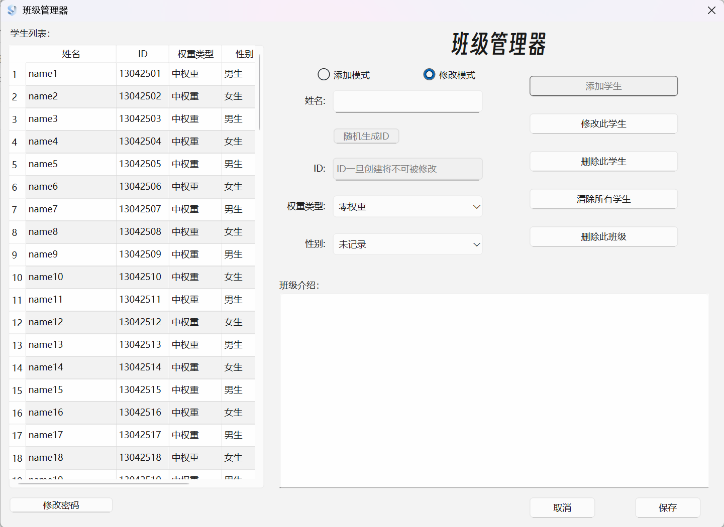 班级管理器
学生列表:
班级管理器
姓名 ID 权重类型 性别
1 name1 13042501 中权重 男生
2 name2 13042502 中权重 女生
3 name3 13042503 中权重 男生
4 name4 13042504 中权重 女生
5 name5 13042505 中权重 男生
6 name6 13042506 中权重 女生
7 name7 13042507 中权重 男生
8 name8 13042508 中权重 女生
9 name9 13042509 中权重 男生
10 name10 13042510 中权重 女生
11 name11 13042511 中权重 男生
12 name12 13042512 中权重 女生
13 name13 13042513 中权重 男生
14 name14 13042514 中权重 女生
15 name15 13042515 中权重 男生
16 name16 13042516 中权重 女生
17 name17 13042517 中权重 男生
18 name18 13042518 中权重 女生
添加模式 修改模式
姓名:
随机生成ID
ID: ID一旦创建将不可被修改
权重类型: 零权重
性别: 未记录
添加学生
修改此学生
删除此学生
清除所有学生
删除此班级
班级介绍:
修改密码
取消
保存